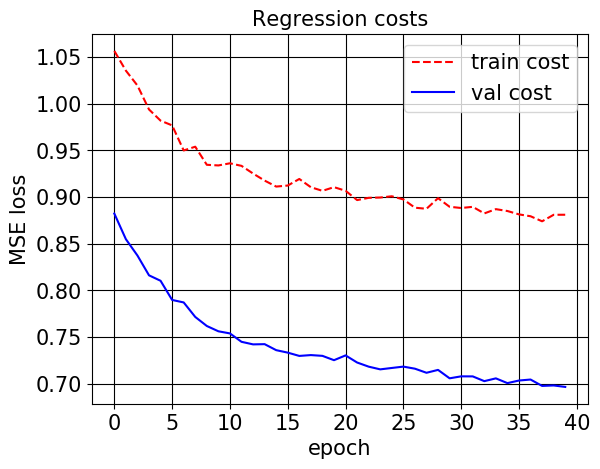 Regression costs
train cost
val cost
MSE loss
1.05
1.00
0.95
0.90
0.85
0.80
0.75
0.70
0 5 10 15 20 25 30 35 40
epoch